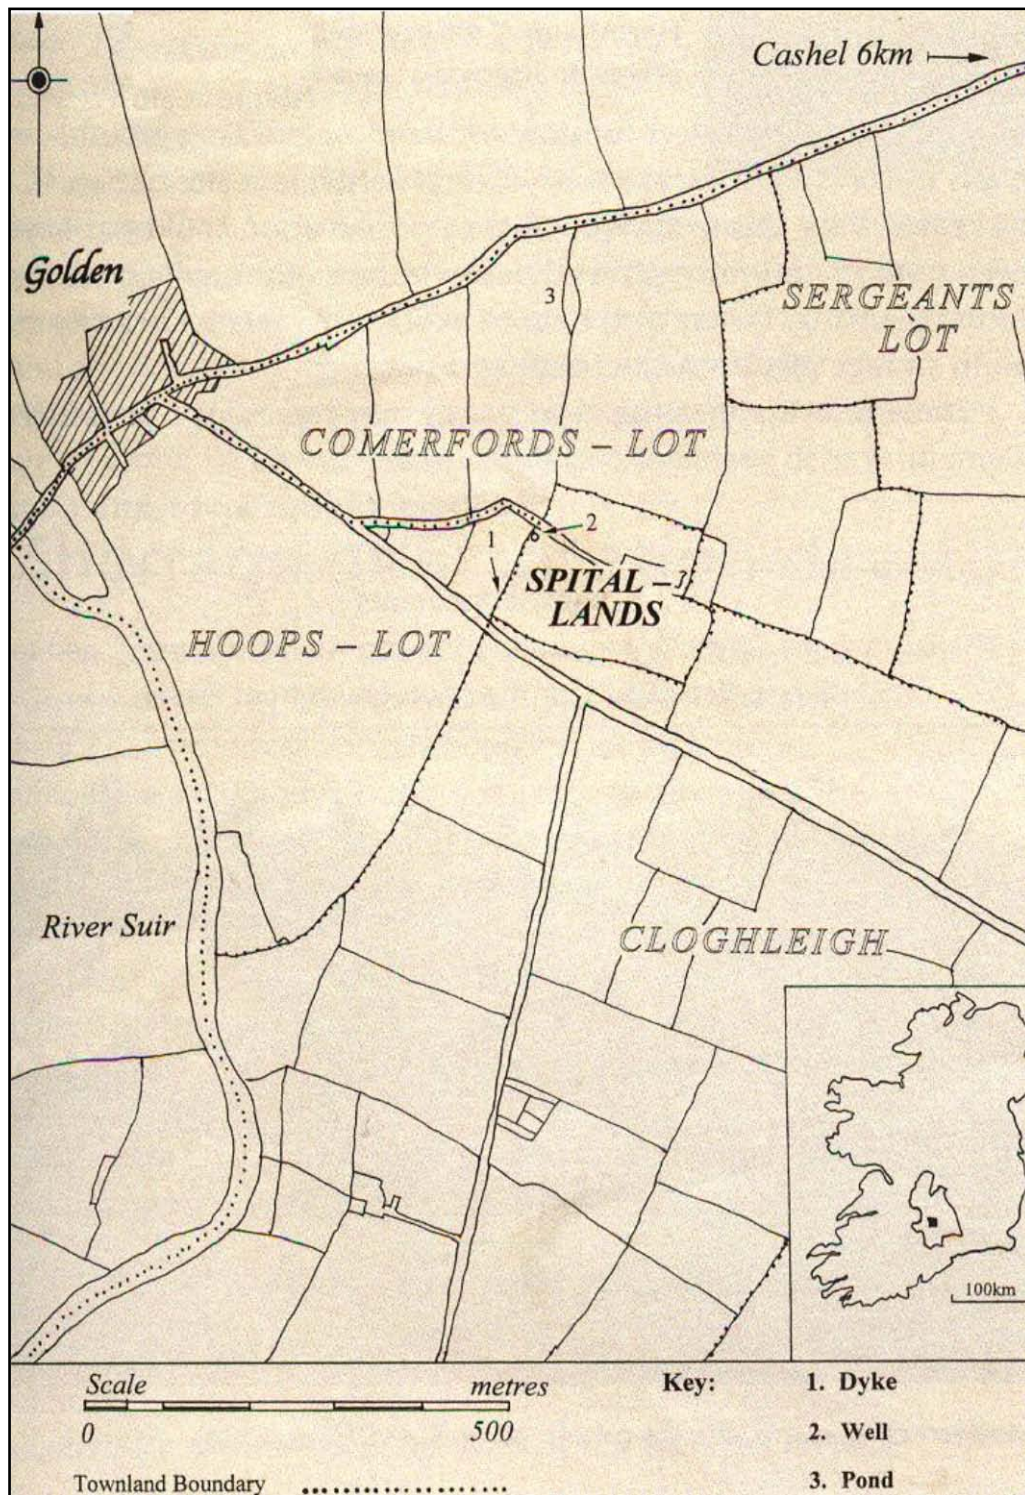 Cashel 6km
Golden
3
SERGEANTS
LOT
COMERFORDS – LOT
2
1
3
SPITAL –
LANDS
HOOPS – LOT
River Suir
CLOGHLEIGH
100km
Scale metres
0 500
Townland Boundary
Key:
1. Dyke
2. Well
3. Pond